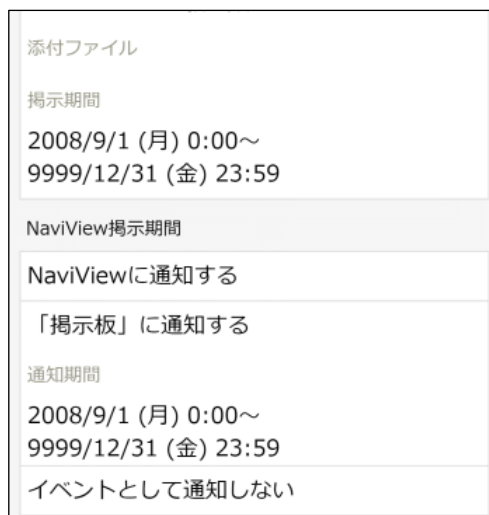 添付ファイル
掲示期間
2008/9/1 (月) 0:00～
9999/12/31 (金) 23:59
NaviView掲示期間
NaviViewに通知する
「掲示板」に通知する
通知期間
2008/9/1 (月) 0:00～
9999/12/31 (金) 23:59
イベントとして通知しない